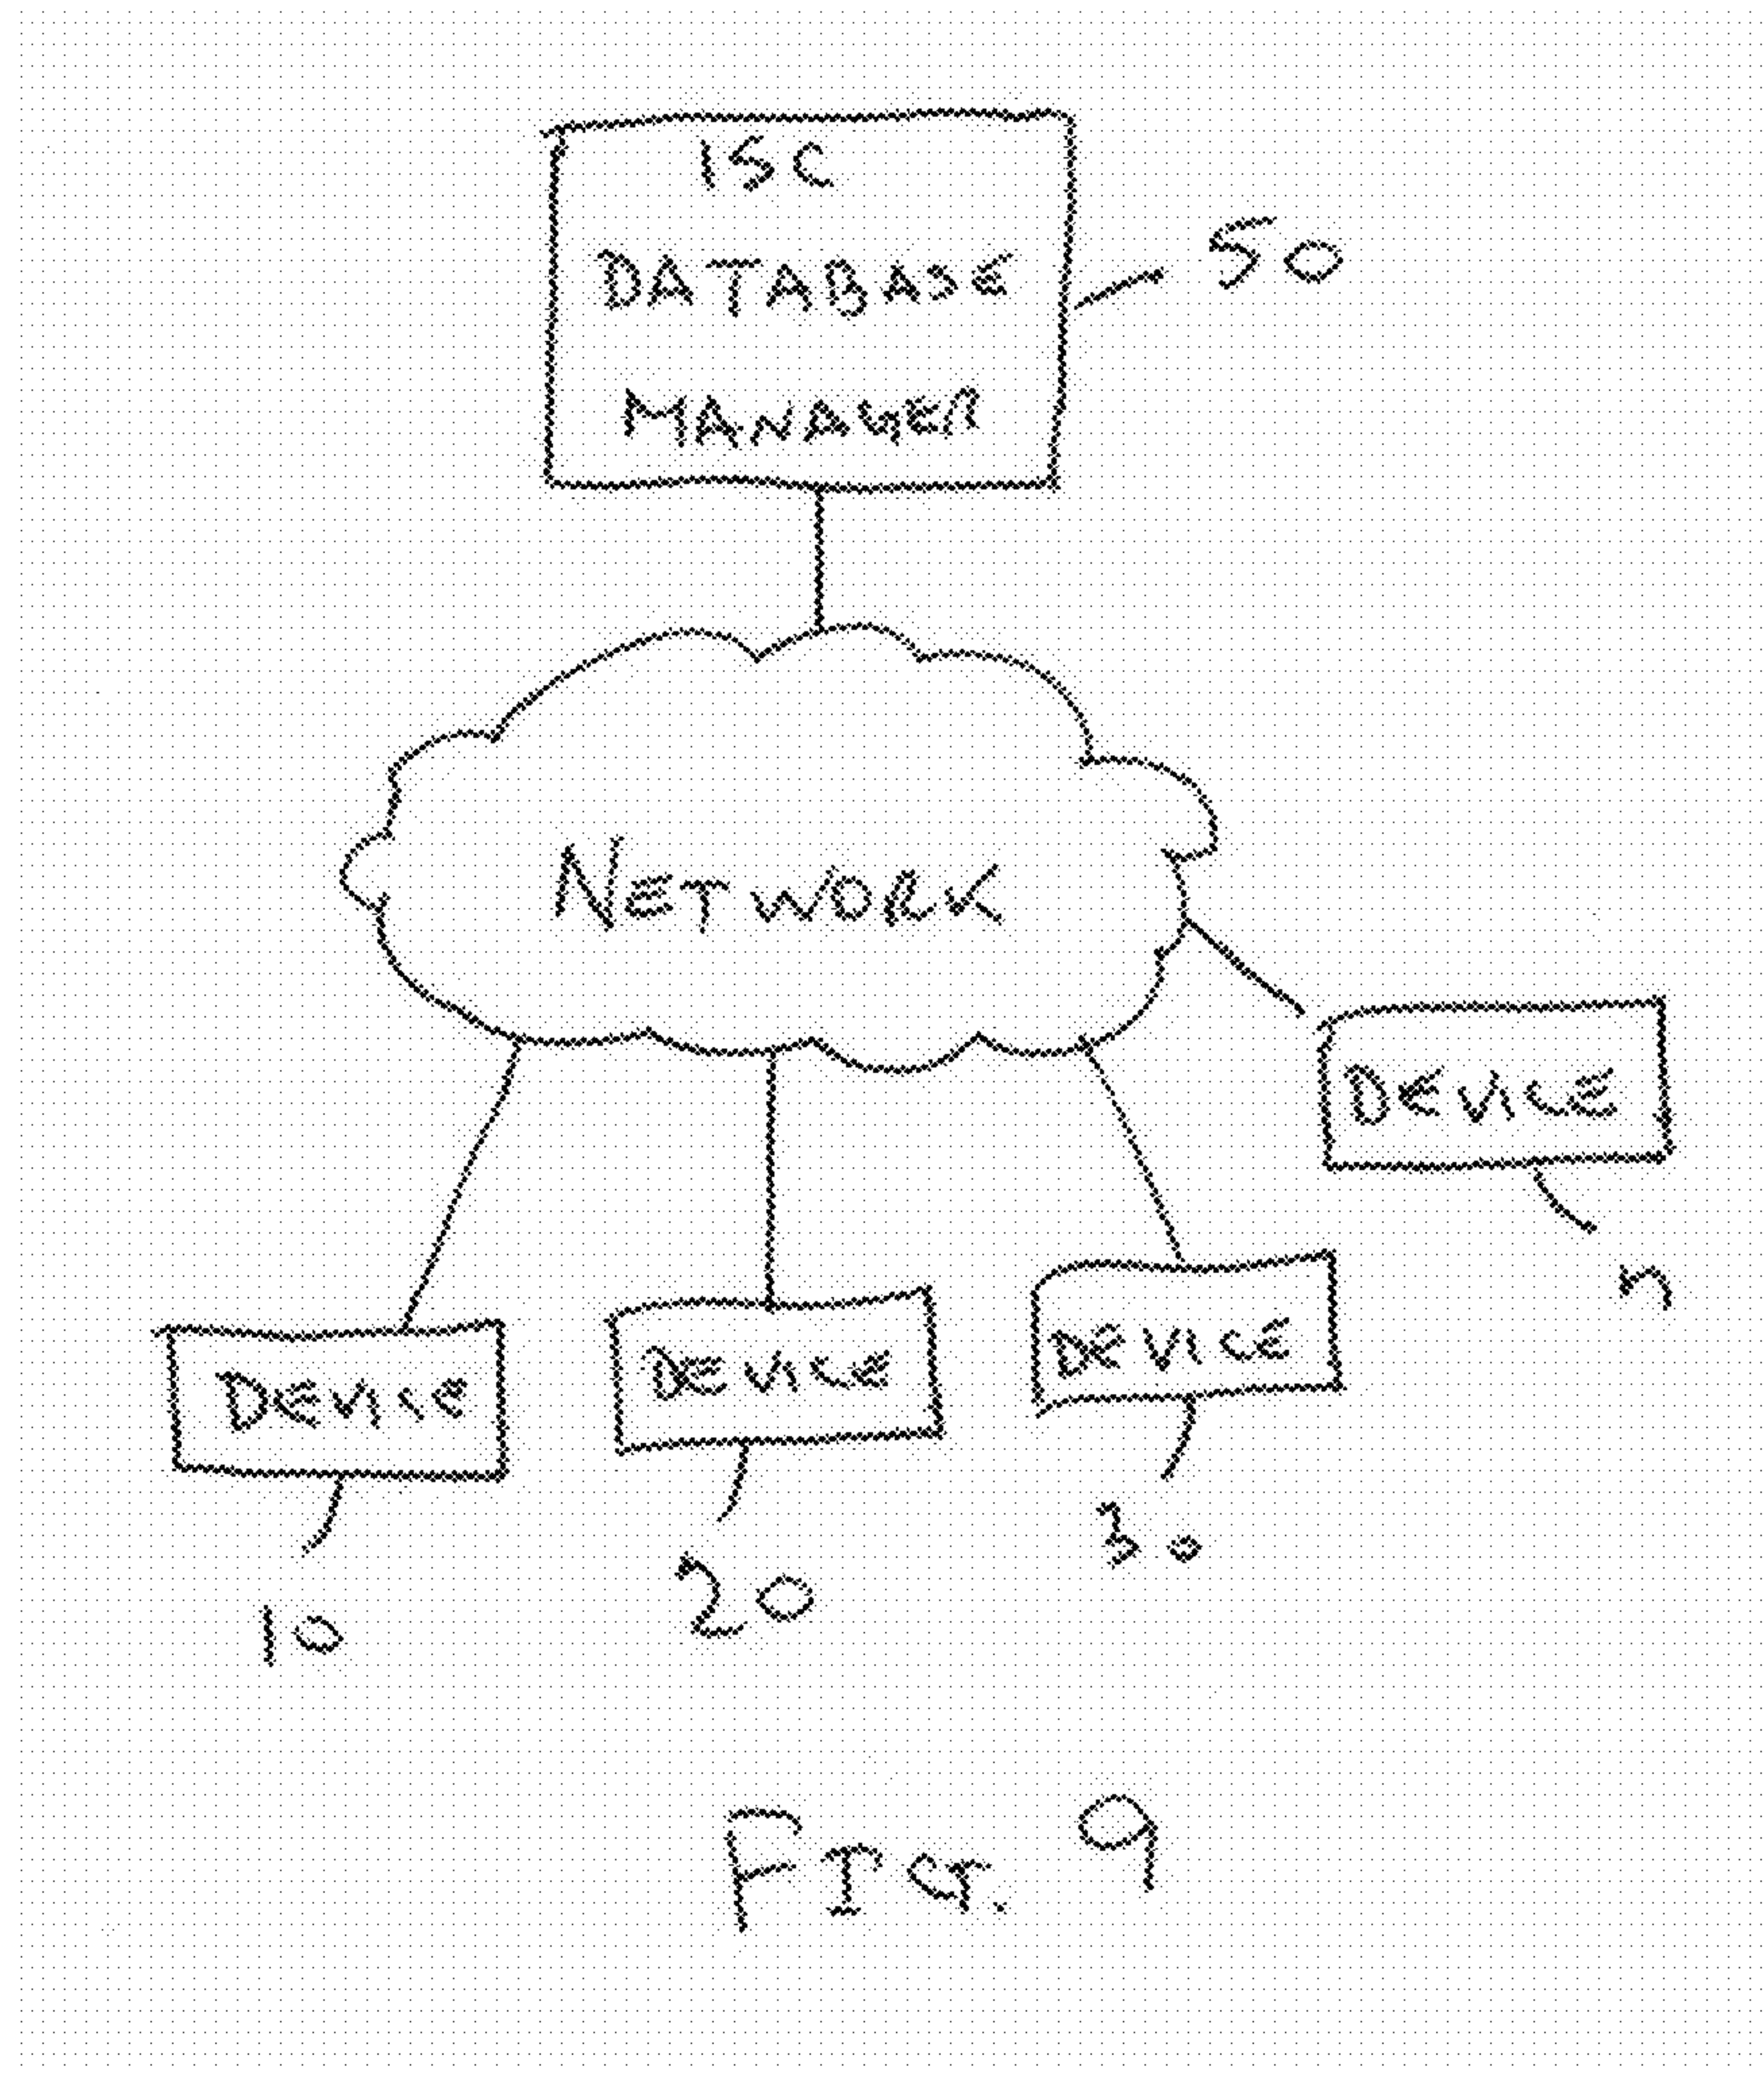 ISC
DATABASE
MANAGER
50
NETWORK
DEVICE
n
DEVICE
10
DEVICE
20
DEVICE
30
FIG. 9